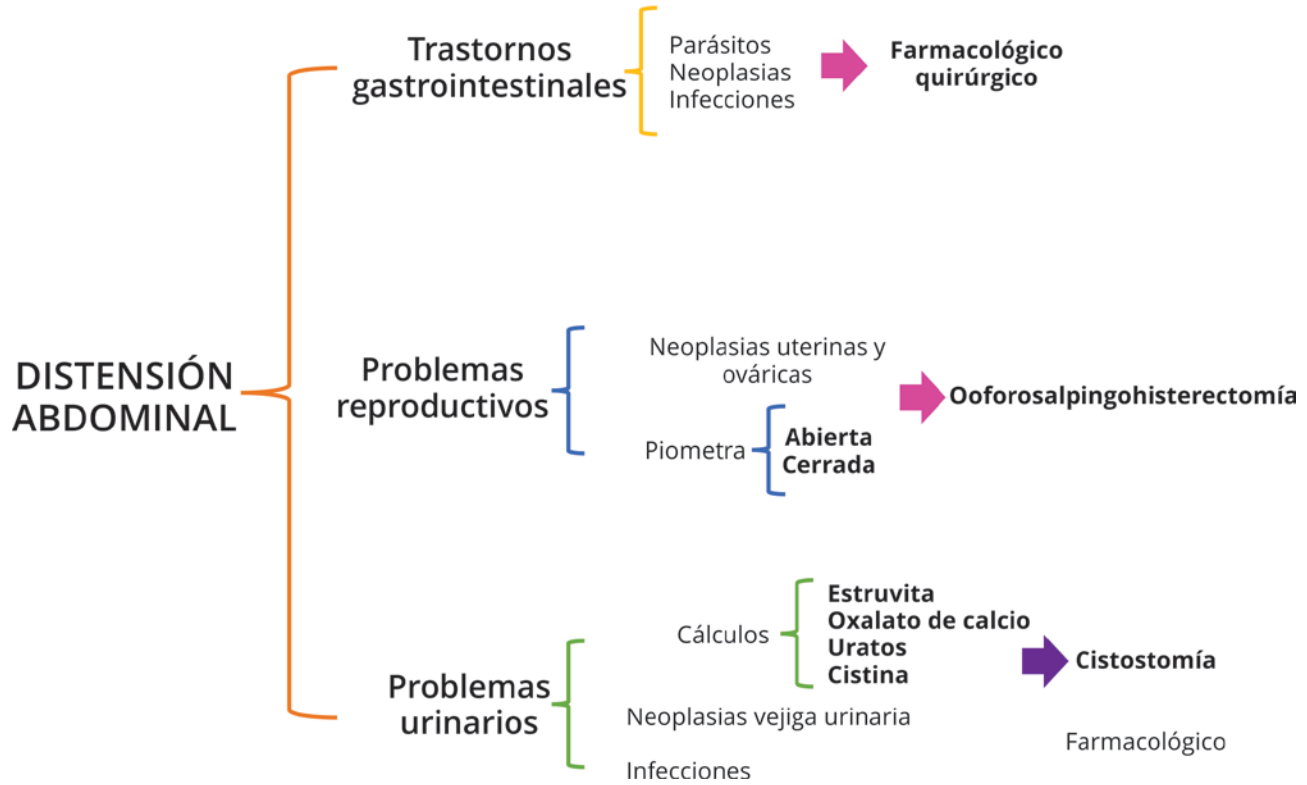 Trastornos
gastrointestinales
Parásitos
Neoplasias
Infecciones
Farmacológico
quirúrgico
DISTENSIÓN
ABDOMINAL
Problemas
reproductivos
Neoplasias uterinas y
ováricas
Piometra
Abierta
Cerrada
Ooforosalpingohisterectomía
Problemas
urinarios
Cálculos
Estruvita
Oxalato de calcio
Uratos
Cistina
Cistostomía
Neoplasias vejiga urinaria
Infecciones
Farmacológico